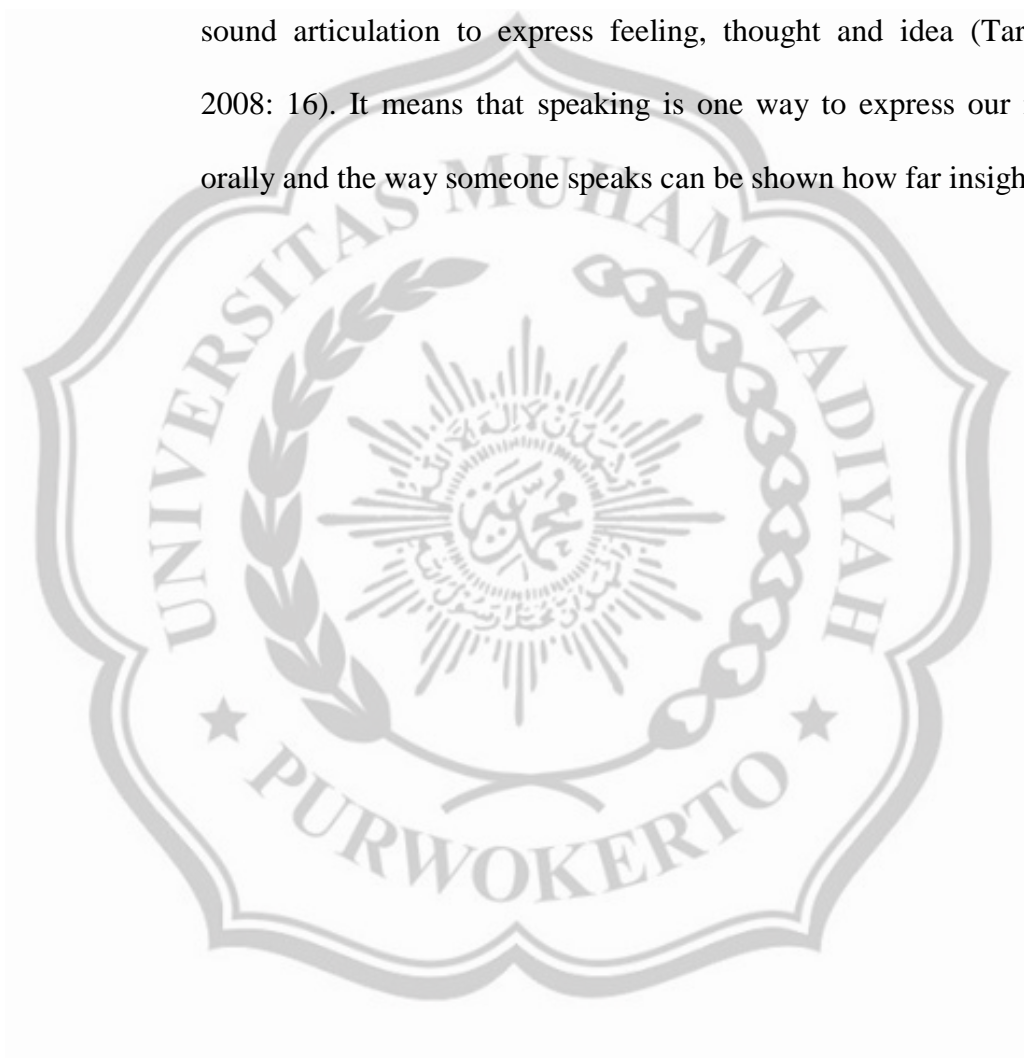 sound articulation to express feeling, thought and idea (Tar
2008: 16). It means that speaking is one way to express our
orally and the way someone speaks can be shown how far insigh
UNIVERSITAS MUHAMMADIYAH
PURWOKERTO